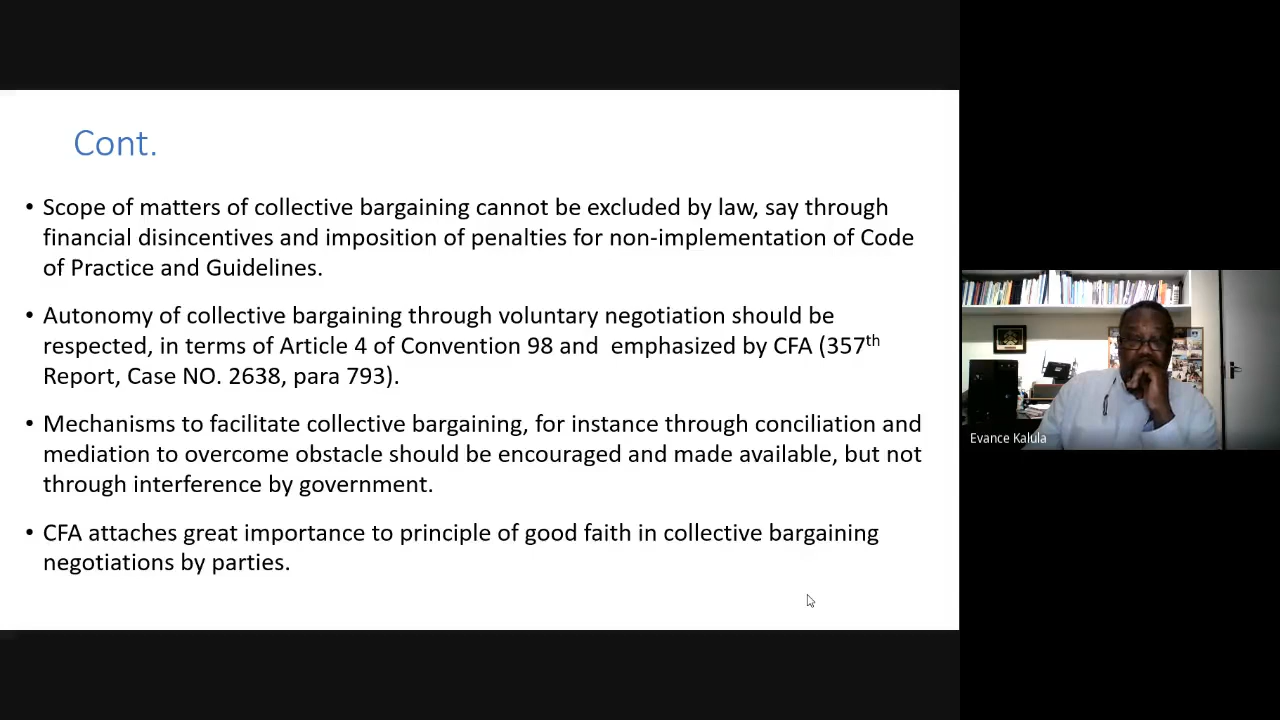 Cont.
• Scope of matters of collective bargaining cannot be excluded by law, say through
financial disincentives and imposition of penalties for non-implementation of Code
of Practice and Guidelines.
• Autonomy of collective bargaining through voluntary negotiation should be
respected, in terms of Article 4 of Convention 98 and  emphasized by CFA (357th
Report, Case NO. 2638, para 793).
• Mechanisms to facilitate collective bargaining, for instance through conciliation and
mediation to overcome obstacle should be encouraged and made available, but not
through interference by government.
• CFA attaches great importance to principle of good faith in collective bargaining
negotiations by parties.
Evance Kalula